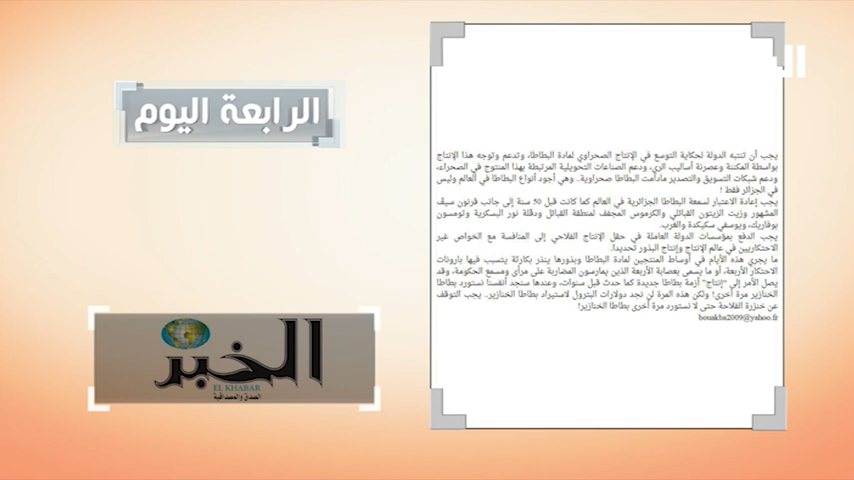 الرابعة اليوم
يجب أن تنتبه الدولة لحكاية التوسع في الإنتاج الصحراوي لمادة البطاطا، وتدعم وتوجه هذا الإنتاج
بواسطة المكننة وعصرنة أساليب الري، ودعم الصناعات التحويلية المرتبطة بهذا المنتوج في الصحراء،
ودعم شبكات التسويق والتصدير مادامت البطاطا صحراوية.. وهي أجود أنواع البطاطا في العالم وليس
في الجزائر فقط !
يجب إعادة الاعتبار لسمعة البطاطا الجزائرية في العالم كما كانت قبل 50 سنة إلى جانب قرنون سيڤ
المشهور وزيت الزيتون القبائلي والكرموس المجفف لمنطقة القبائل ودڤلة نور البسكرية وتومسون
بوفاريك، ويوسفي سكيكدة والغرب.
يجب الدفع بمؤسسات الدولة العاملة في حقل الإنتاج الفلاحي إلى المنافسة مع الخواص غير
الاحتكاريين في عالم الإنتاج وإنتاج البذور تحديدا.
ما يجري هذه الأيام في أوساط المنتجين لمادة البطاطا وبذورها ينذر بكارثة يتسبب فيها بارونات
الاحتكار الأربعة، أو ما يسمى بعصابة الأربعة الذين يمارسون المضاربة على مرأى ومسمع الحكومة، وقد
يصل الأمر إلى "إنتاج" أزمة بطاطا جديدة كما حدث قبل سنوات، وعندها سنجد أنفسنا نستورد بطاطا
الخنازير مرة أخرى! ولكن هذه المرة لن نجد دولارات البترول لاستيراد بطاطا الخنازير.. يجب التوقف
عن خنزرة الفلاحة حتى لا نستورد مرة أخرى بطاطا الخنازير!
bouakba2009@yahoo.fr
الخبر
EL KHABAR
الصدق والمصداقية